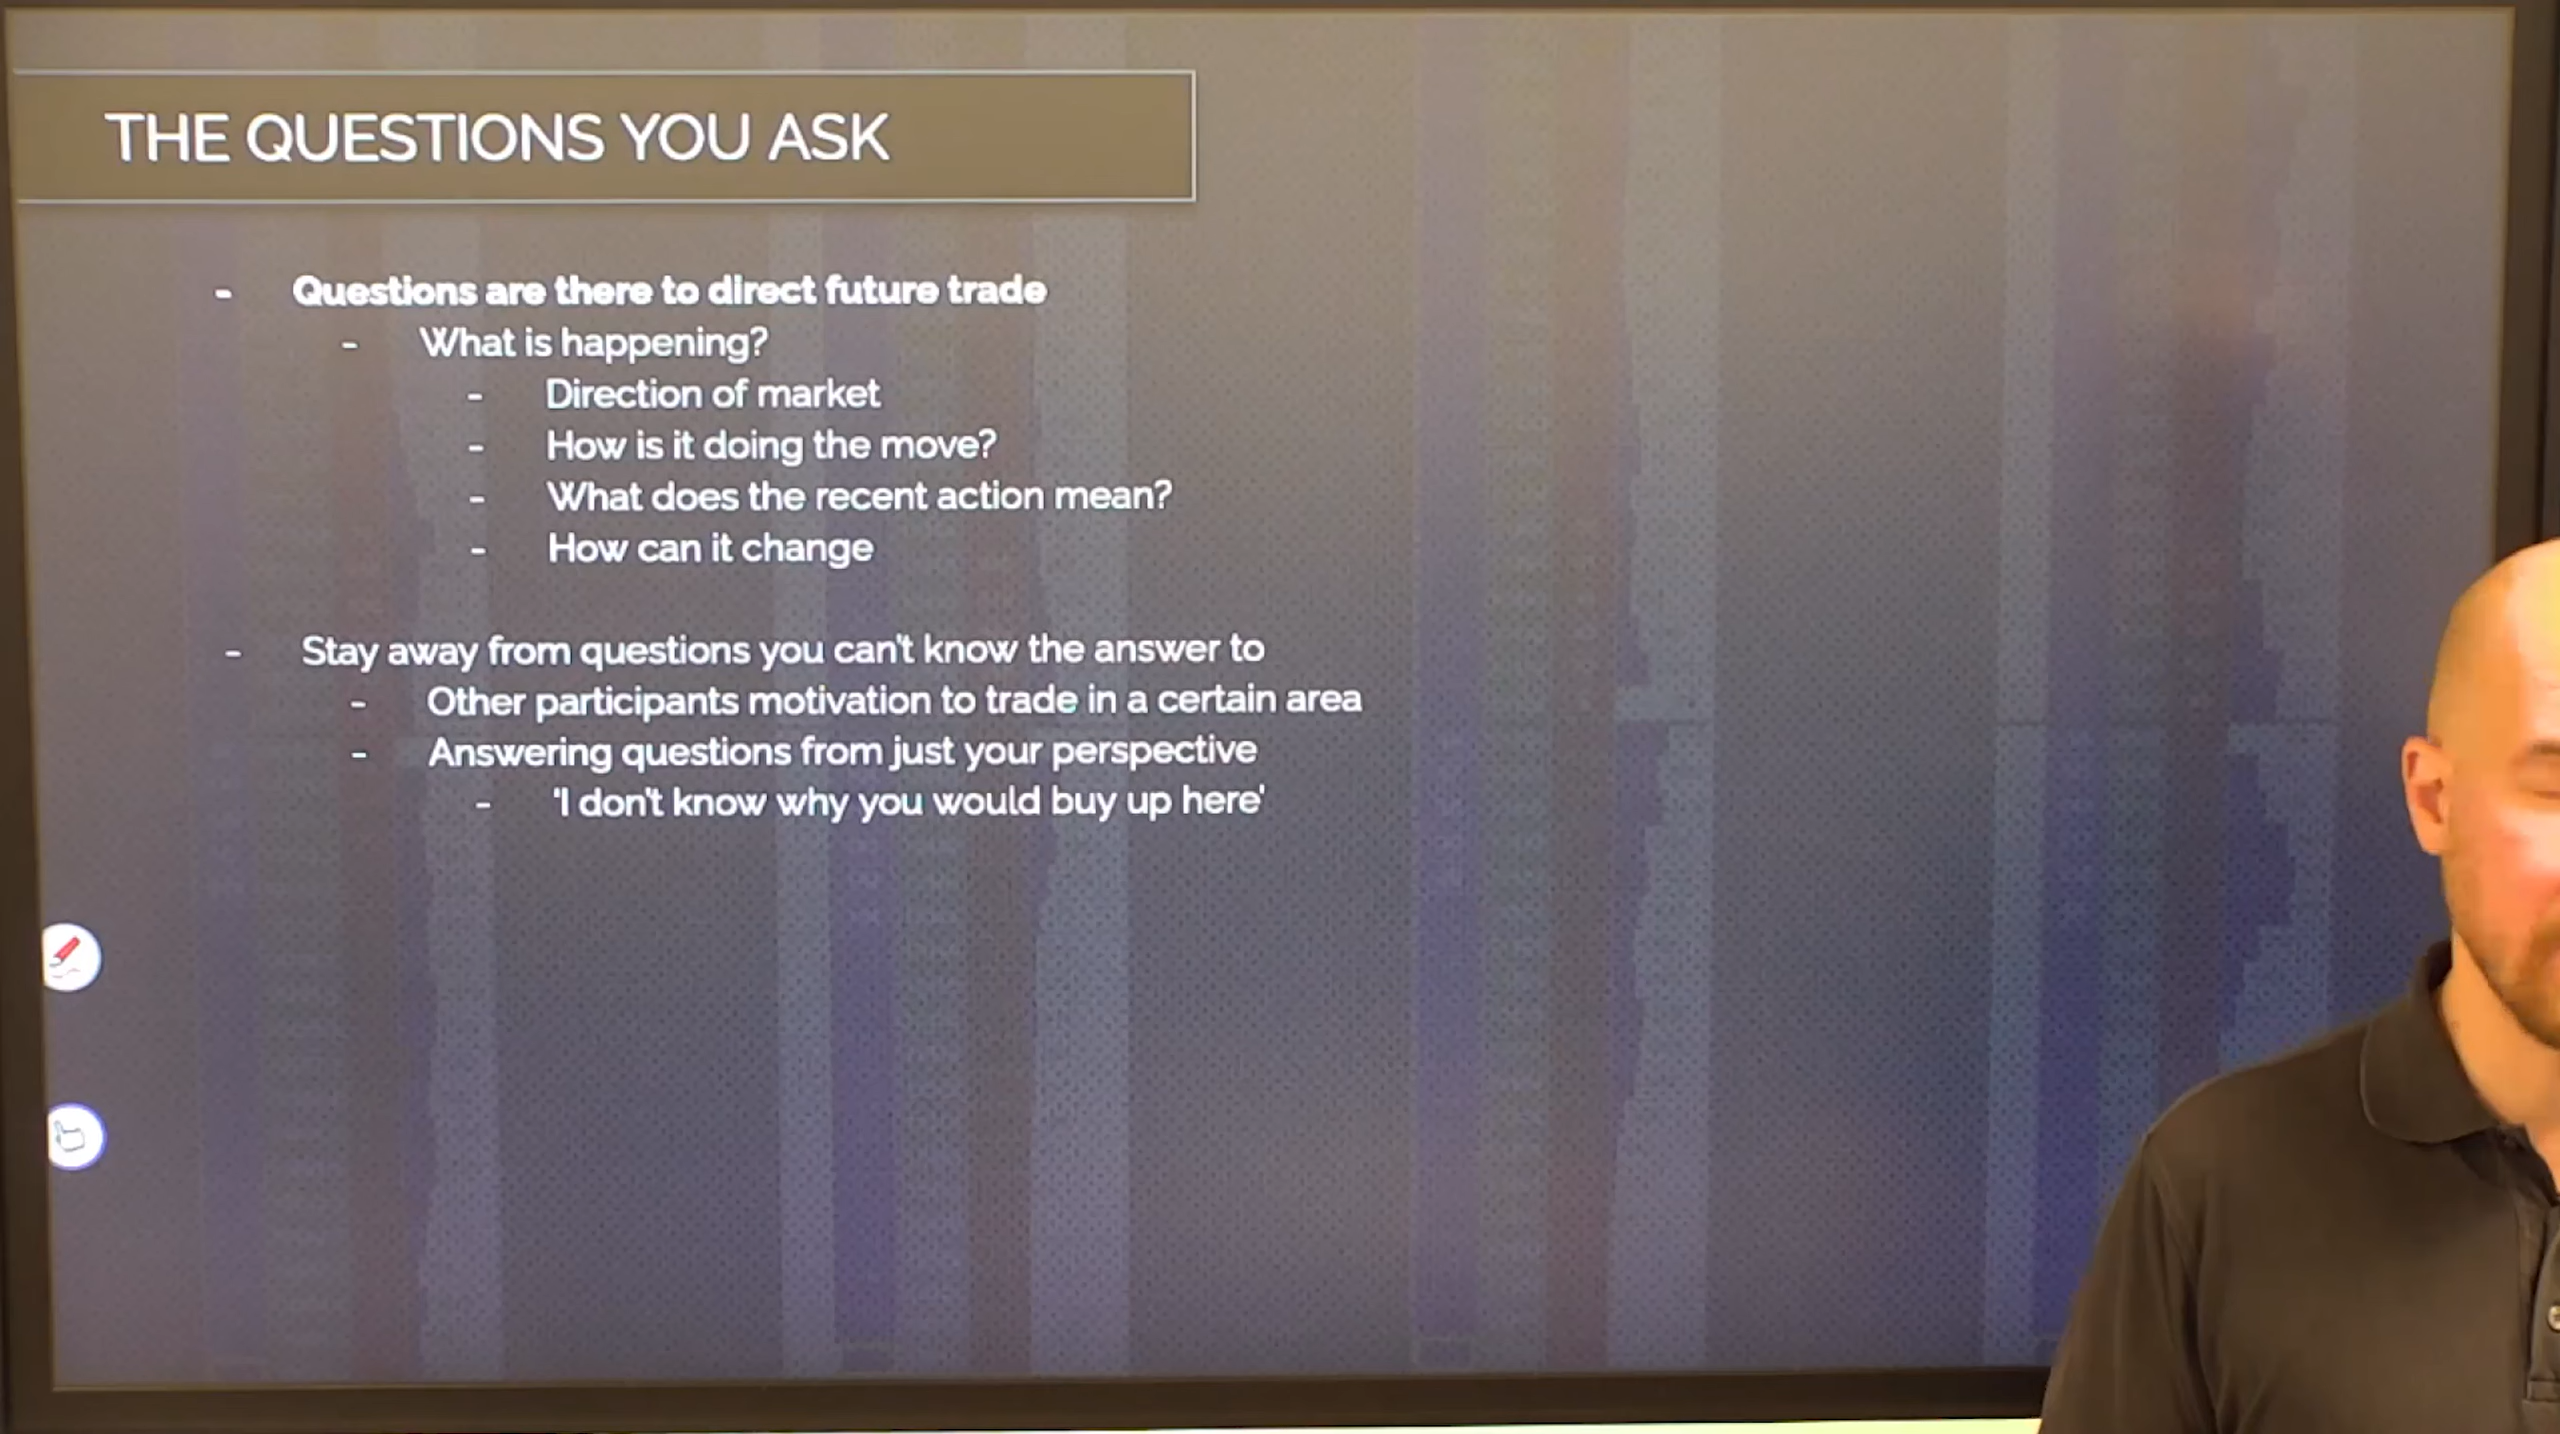 THE QUESTIONS YOU ASK
- Questions are there to direct future trade
- What is happening?
- Direction of market
- How is it doing the move?
- What does the recent action mean?
- How can it change
- Stay away from questions you can't know the answer to
- Other participants motivation to trade in a certain area
- Answering questions from just your perspective
- 'I don't know why you would buy up here'